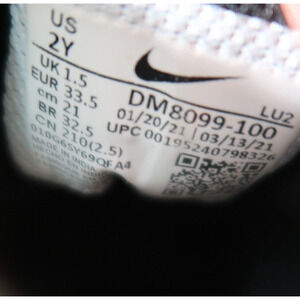 US
2Y
UK 1.5
EUR 33.5
cm 21
BR 32.5
CN 210(2.5)
DM8099-100
LU2
01/20/21 | 03/13/21
UPC 00195240798326
MADE IN INDIA